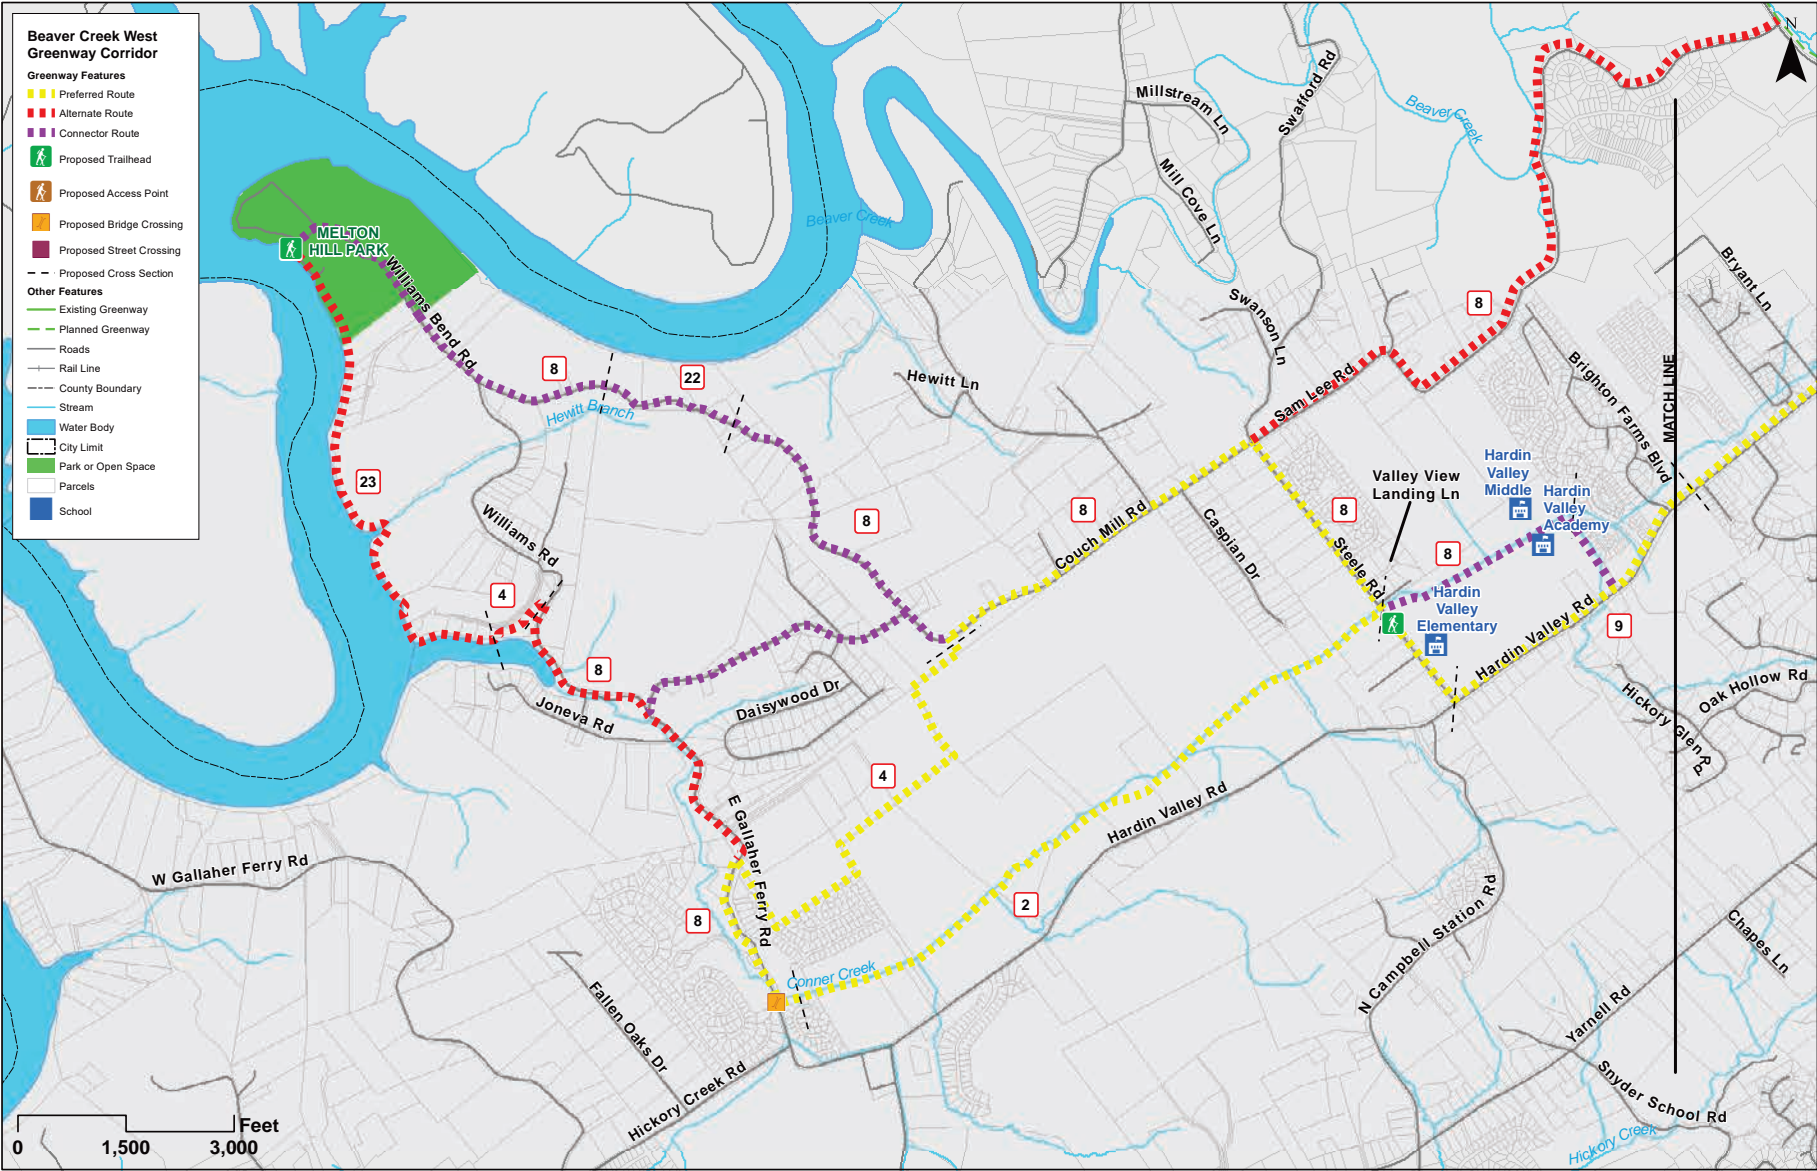 Beaver Creek West
Greenway Corridor
Greenway Features
Preferred Route
Alternate Route
Connector Route
Proposed Trailhead
Proposed Access Point
Proposed Bridge Crossing
Proposed Street Crossing
Proposed Cross Section
Other Features
Existing Greenway
Planned Greenway
Roads
Rail Line
County Boundary
Stream
Water Body
City Limit
Park or Open Space
Parcels
School
N
Millstream Ln
Swafford Rd
Beaver Creek
Mill Cove Ln
Beaver Creek
MELTON
HILL PARK
Williams Bend Rd
Bryant Ln
Swanson Ln
8
8
22
Hewitt Ln
Sam Lee Rd
Brighton Farms Blvd
MATCH LINE
Hewitt Branch
23
Valley View
Landing Ln
Hardin
Valley
Middle
Hardin
Valley
Academy
8
8
8
Williams Rd
Couch Mill Rd
Caspian Dr
Steele Rd
8
4
Hardin
Valley
Elementary
Hardin Valley Rd
9
8
Joneva Rd
Daisywood Dr
Hickory Glen Rd
Oak Hollow Rd
4
E Gallaher Ferry Rd
Hardin Valley Rd
W Gallaher Ferry Rd
8
2
N Campbell Station Rd
Chapes Ln
Conner Creek
Fallen Oaks Dr
Yarnell Rd
Hickory Creek Rd
Snyder School Rd
Hickory Creek
Feet
0 1,500 3,000